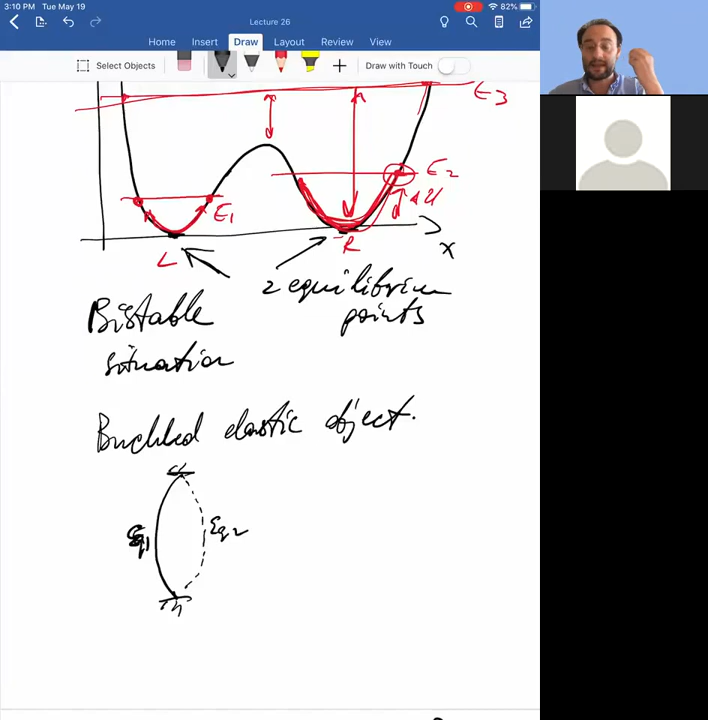 3:10 PM Tue May 19
82%
Lecture 26
Home Insert Draw Layout Review View
Select Objects
Draw with Touch
E3
E2
E1
ΔU
L
R
x
2 equilibrium
points
Bistable
situation
Buckled elastic object.
Eq1
Eq2